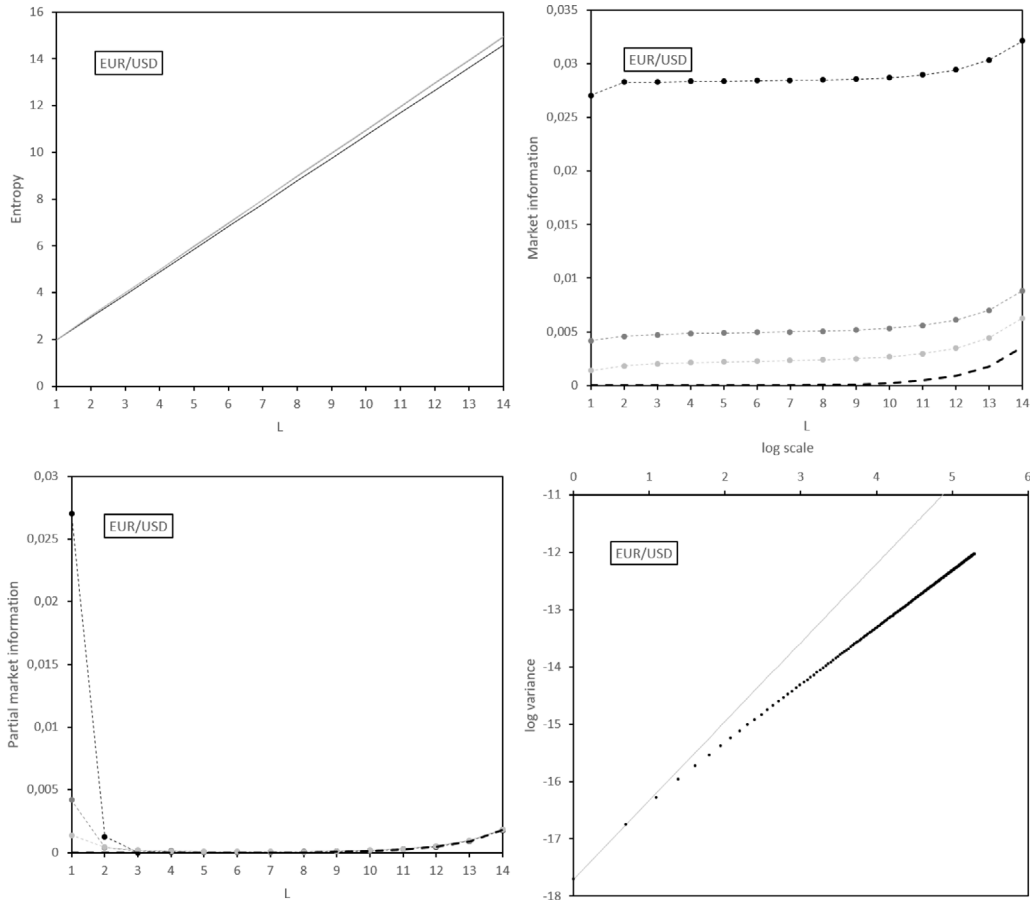 16
14
12
10
8
6
4
2
0
Entropy
EUR/USD
1 2 3 4 5 6 7 8 9 10 11 12 13 14
L
0,035
0,03
0,025
0,02
0,015
0,01
0,005
0
Market information
EUR/USD
1 2 3 4 5 6 7 8 9 10 11 12 13 14
L
0,03
0,025
0,02
0,015
0,01
0,005
0
Partial market information
EUR/USD
1 2 3 4 5 6 7 8 9 10 11 12 13 14
L
log scale
0 1 2 3 4 5 6
-11
-12
-13
-14
-15
-16
-17
-18
log variance
EUR/USD